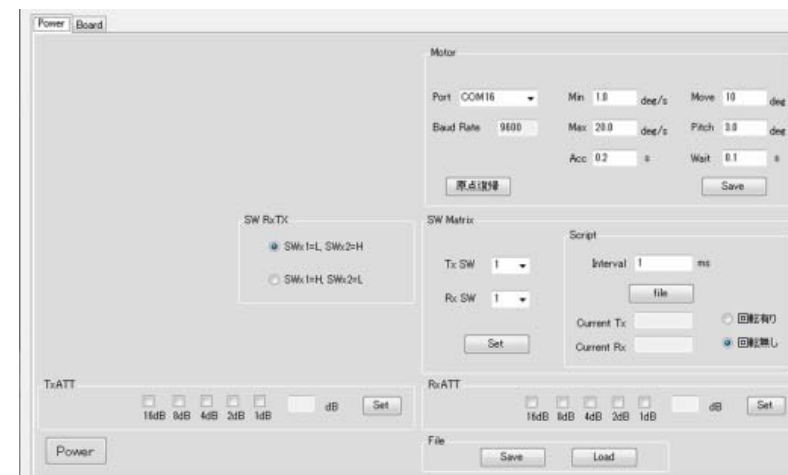 Power Board
Motor
Port COM16 Min 1.0 deg/s Move 10 deg
Baud Rate 9600 Max 20.0 deg/s Pitch 3.0 deg
Acc 0.2 s Wait 0.1 s
原点復帰 Save
SW RxTX
SWx1=L, SWx2=H
SWx1=H, SWx2=L
SW Matrix
Tx SW 1
Rx SW 1
Set
Script
Interval 1 ms
file
Current Tx 回転有り
Current Rx 回転無し
TxATT
16dB 8dB 4dB 2dB 1dB dB Set
RxATT
16dB 8dB 4dB 2dB 1dB dB Set
Power
File
Save Load